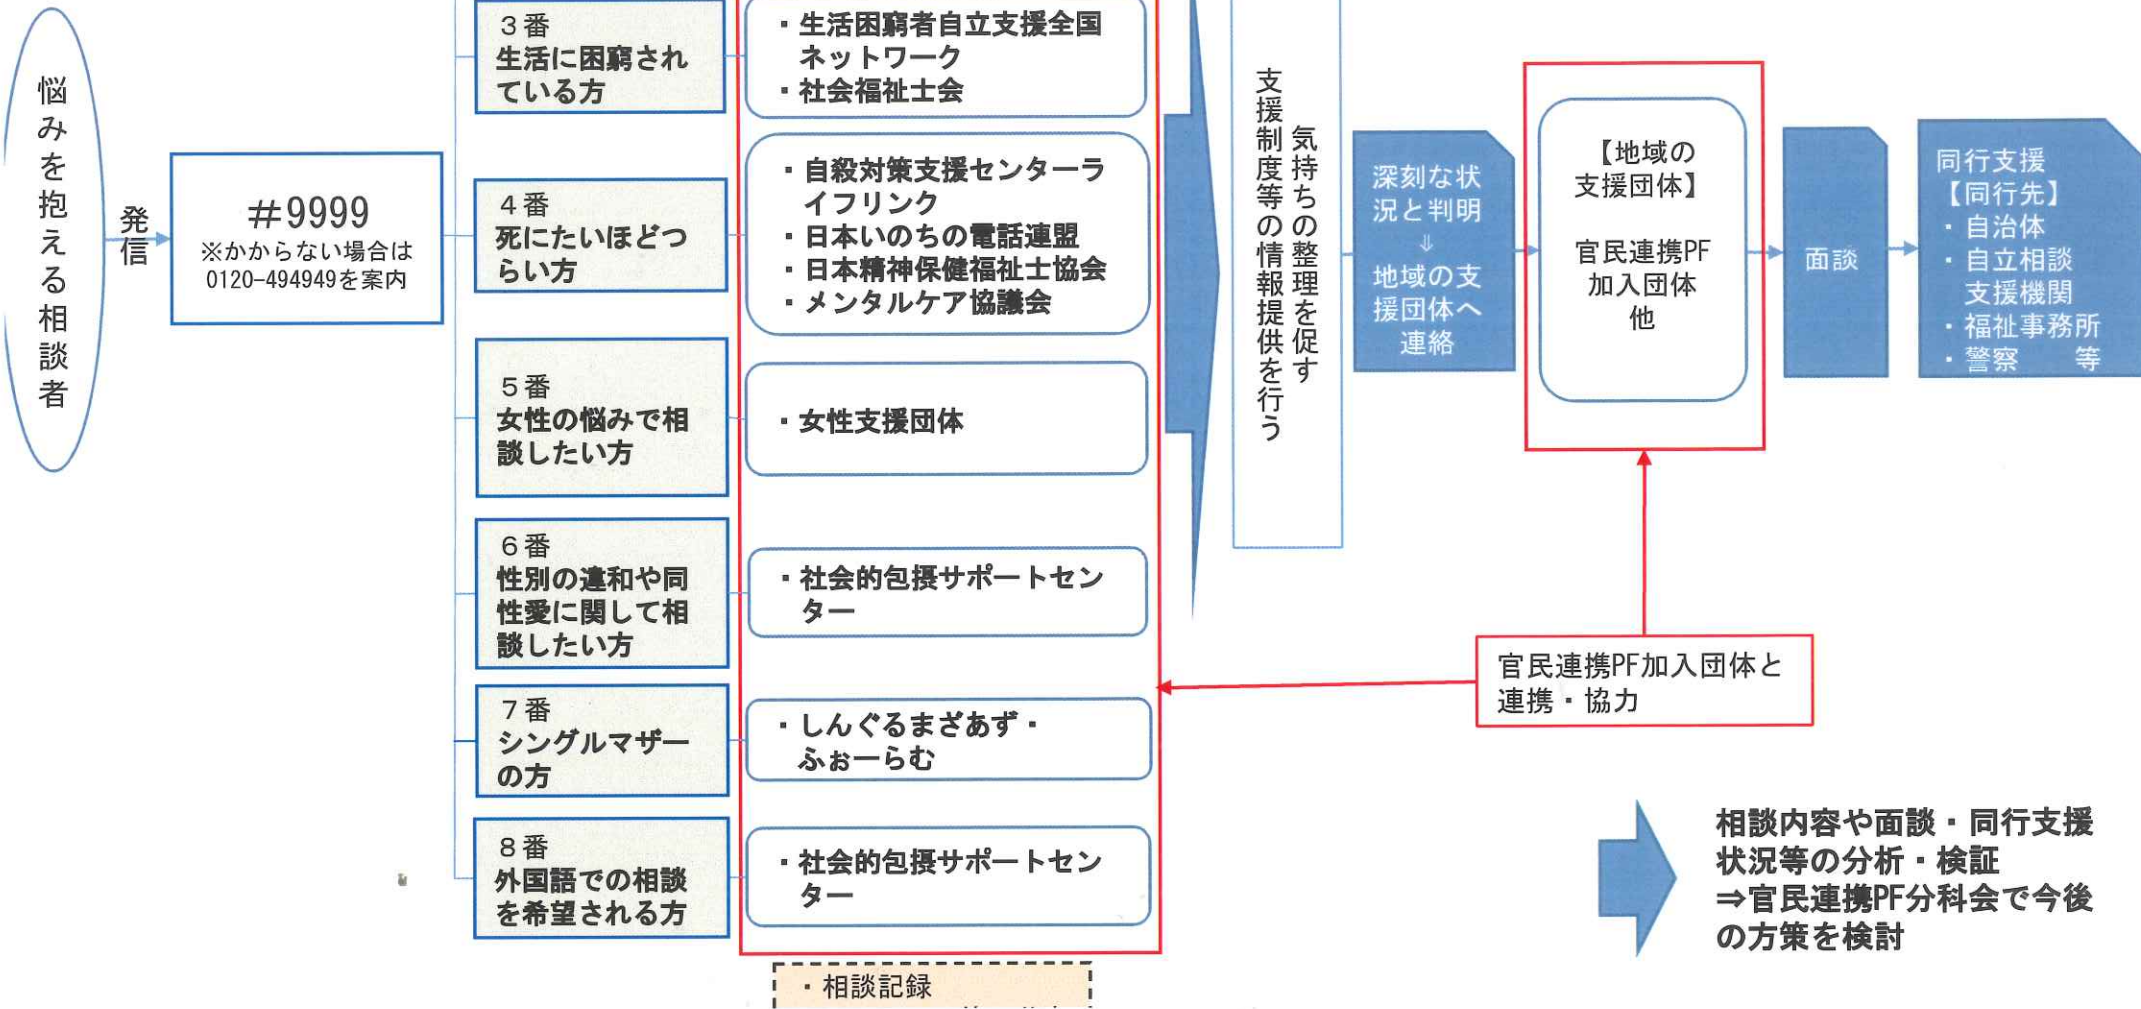 悩みを抱える相談者
発信
＃9999
※かからない場合は
0120-494949を案内
３番
生活に困窮され
ている方
・生活困窮者自立支援全国
ネットワーク
・社会福祉士会
４番
死にたいほどつ
らい方
・自殺対策支援センターラ
イフリンク
・日本いのちの電話連盟
・日本精神保健福祉士協会
・メンタルケア協議会
５番
女性の悩みで相
談したい方
・女性支援団体
６番
性別の違和や同
性愛に関して相
談したい方
・社会的包摂サポートセン
ター
７番
シングルマザー
の方
・しんぐるまざあず・
ふぉーらむ
８番
外国語での相談
を希望される方
・社会的包摂サポートセン
ター
・相談記録
気持ちの整理を促す
支援制度等の情報提供を行う
深刻な状
況と判明
⇓
地域の支
援団体へ
連絡
【地域の
支援団体】
官民連携PF
加入団体
他
面談
同行支援
【同行先】
・自治体
・自立相談
支援機関
・福祉事務所
・警察　　等
官民連携PF加入団体と
連携・協力
相談内容や面談・同行支援
状況等の分析・検証
⇒官民連携PF分科会で今後
の方策を検討